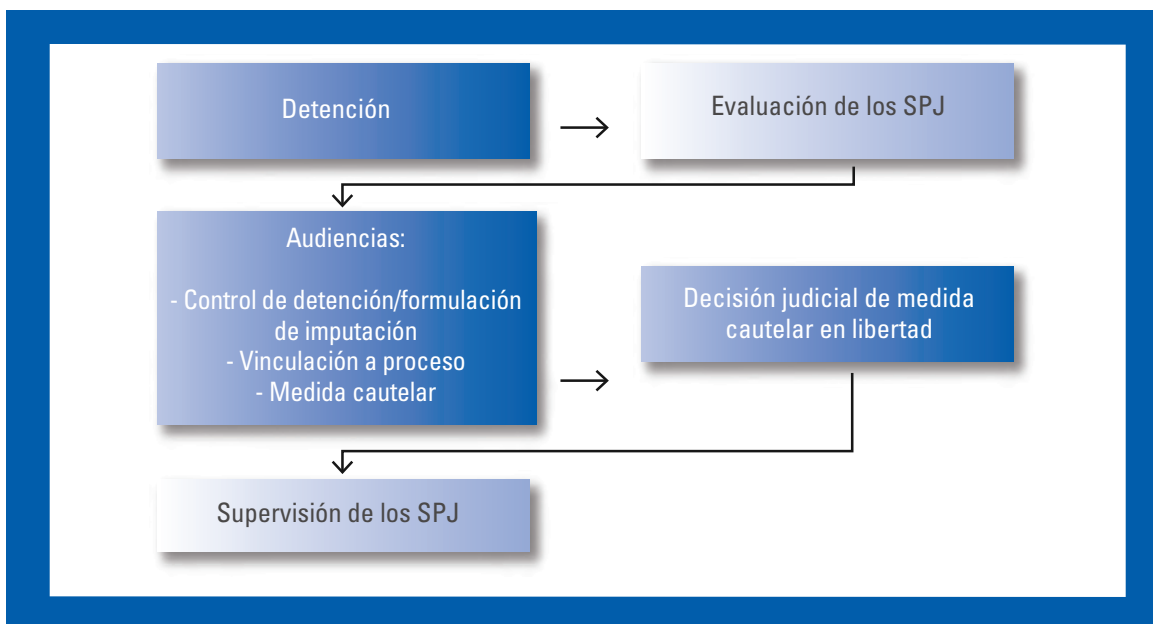 Detención
Evaluación de los SPJ
Audiencias:
- Control de detención/formulación
de imputación
- Vinculación a proceso
- Medida cautelar
Decisión judicial de medida
cautelar en libertad
Supervisión de los SPJ